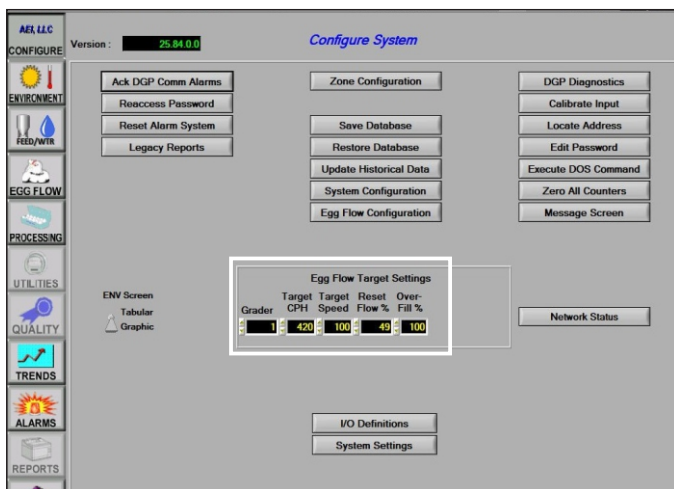 AEI, LLC
CONFIGURE
Version : 25.84.0.0
Configure System
ENVIRONMENT
FEED/WTR
EGG FLOW
PROCESSING
UTILITIES
QUALITY
TRENDS
ALARMS
REPORTS
Ack DGP Comm Alarms
Reaccess Password
Reset Alarm System
Legacy Reports
Zone Configuration
Save Database
Restore Database
Update Historical Data
System Configuration
Egg Flow Configuration
DGP Diagnostics
Calibrate Input
Locate Address
Edit Password
Execute DOS Command
Zero All Counters
Message Screen
ENV Screen
Tabular
Graphic
Egg Flow Target Settings
Grader Target CPH Target Speed Reset Flow % Over-Fill %
1 420 100 49 100
Network Status
I/O Definitions
System Settings